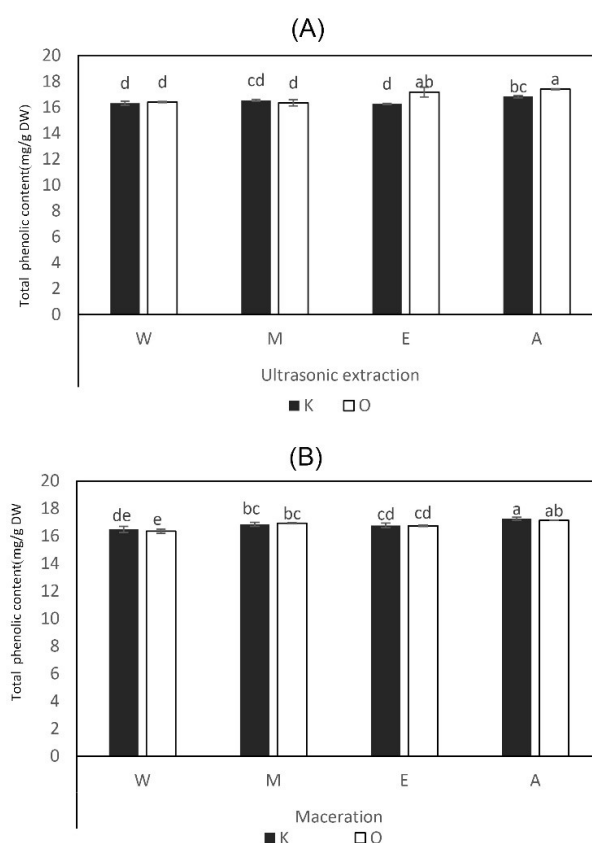 (A)
Total phenolic content(mg/g DW)
20
18
16
14
12
10
8
6
4
2
0
d d cd d d ab bc a
W M E A
Ultrasonic extraction
K O
(B)
Total phenolic content(mg/g DW
20
18
16
14
12
10
8
6
4
2
0
de e bc bc cd cd a ab
W M E A
Maceration
K O